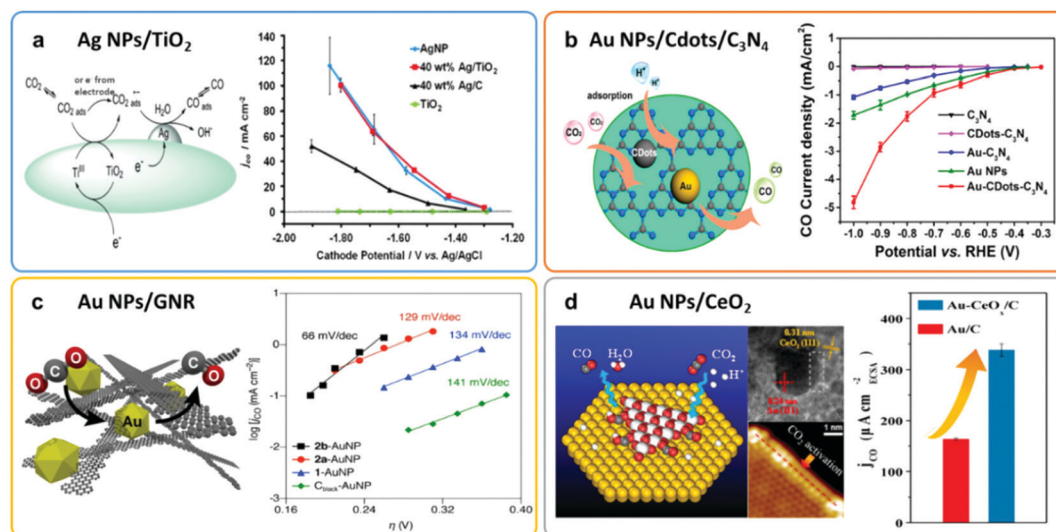 a Ag NPs/TiO2
CO2
or e- from
electrode
CO2 ads
CO2 ads
H2O
CO
ads
Ag
OH-
TiIII
TiO2
e-
e-
jco / mA cm-2
140
120
100
80
60
40
20
0
-2.00 -1.80 -1.60 -1.40 -1.20
Cathode Potential / V vs. Ag/AgCl
AgNP
40 wt% Ag/TiO2
40 wt% Ag/C
TiO2
b Au NPs/Cdots/C3N4
H+
H+
adsorption
CO2
CO2
CDots
Au
CO
CO
CO Current density (mA/cm2)
0
-1
-2
-3
-4
-5
-1.0 -0.9 -0.8 -0.7 -0.6 -0.5 -0.4 -0.3
Potential vs. RHE (V)
C3N4
CDots-C3N4
Au-C3N4
Au NPs
Au-CDots-C3N4
c Au NPs/GNR
O C O
C O
Au
log [jCO (mA cm-2)]
1
0
-1
-2
-3
0.16 0.24 0.32 0.40
η (V)
66 mV/dec
129 mV/dec
134 mV/dec
141 mV/dec
2b-AuNP
2a-AuNP
1-AuNP
Cblack-AuNP
d Au NPs/CeO2
CO
H2O
CO2
H+
0.31 nm
CeO2 (111)
1 nm
CO2 activation
jCO (μA cm-2 ECSA)
400
300
200
100
0
Au-CeOx/C
Au/C